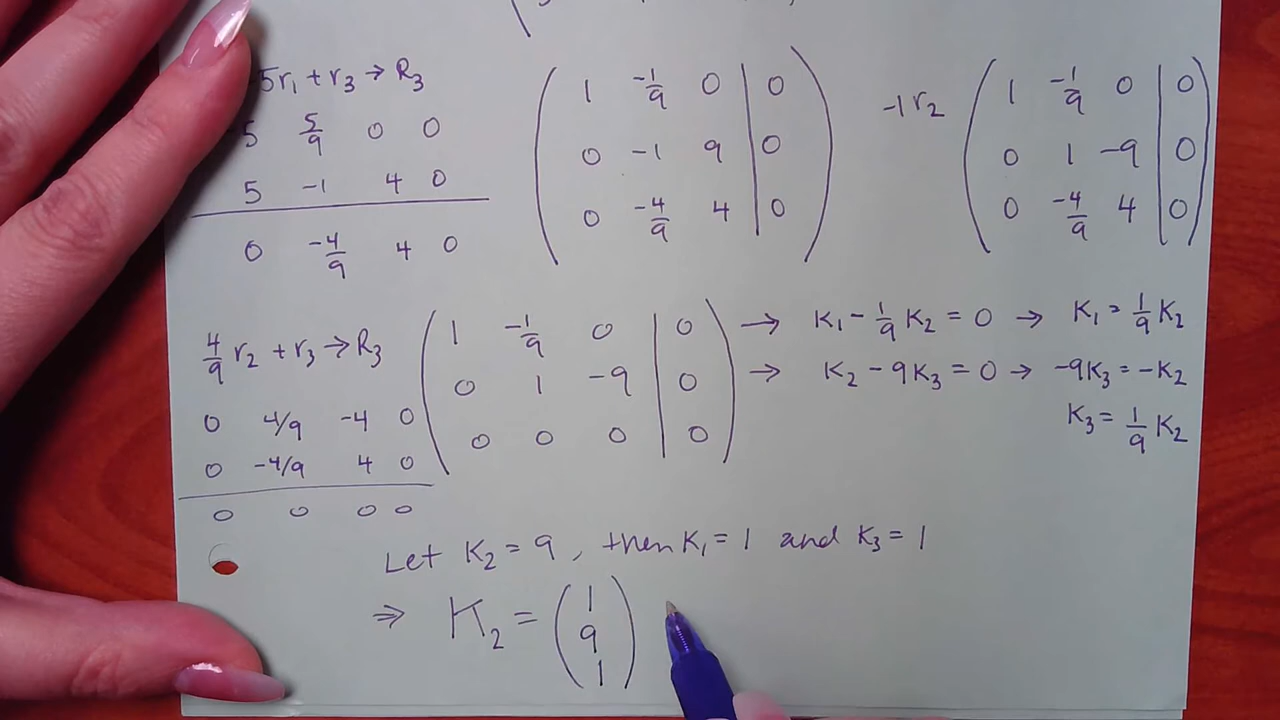 5r₁ + r₃ → R₃
5 5/9 0 0
5 -1 4 0
0 -4/9 4 0
1 -1/9 0 | 0
0 -1 9 | 0
0 -4/9 4 | 0
-1r₂
1 -1/9 0 | 0
0 1 -9 | 0
0 -4/9 4 | 0
4/9 r₂ + r₃ → R₃
0 4/9 -4 0
0 -4/9 4 0
0 0 0 0
1 -1/9 0 | 0 → K₁ - 1/9 K₂ = 0 → K₁ = 1/9 K₂
0 1 -9 | 0 → K₂ - 9K₃ = 0 → -9K₃ = -K₂
0 0 0 | 0
K₃ = 1/9 K₂
Let K₂ = 9, then K₁ = 1 and K₃ = 1
⇒ K₂ = (1
9
1)